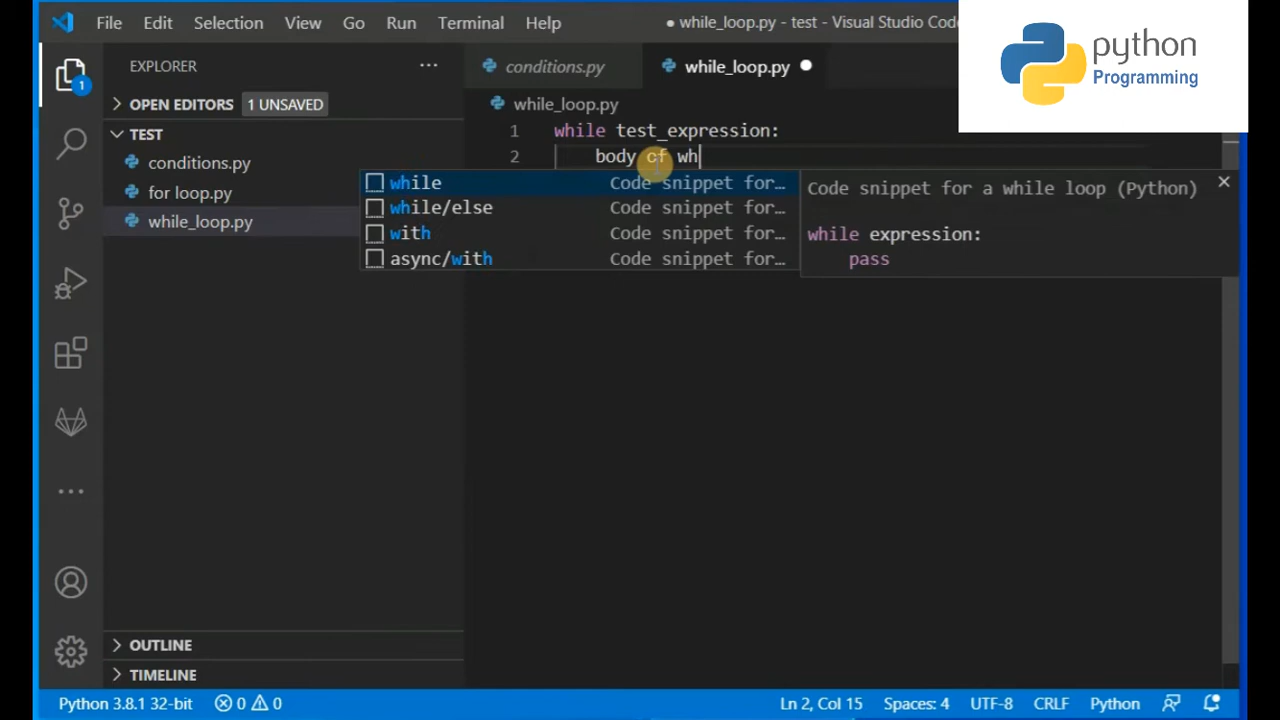 File Edit Selection View Go Run Terminal Help
● while_loop.py - test - Visual Studio Code
python
Programming
EXPLORER
conditions.py
while_loop.py
1
OPEN EDITORS
1 UNSAVED
while_loop.py
TEST
1 while test_expression:
conditions.py
2 body of wh
for loop.py
while_loop.py
while Code snippet for…
while/else Code snippet for…
with Code snippet for…
async/with Code snippet for…
Code snippet for a while loop (Python)
while expression:
pass
OUTLINE
TIMELINE
Python 3.8.1 32-bit 0 0 Ln 2, Col 15 Spaces: 4 UTF-8 CRLF Python